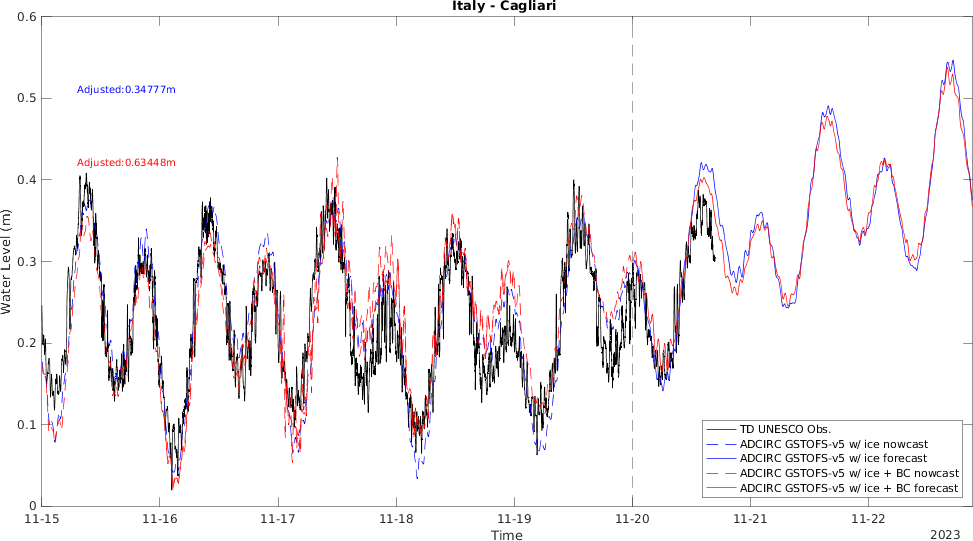 Italy - Cagliari
0.6
0.5
0.4
0.3
0.2
0.1
0
Water Level (m)
Adjusted:0.34777m
Adjusted:0.63448m
TD UNESCO Obs.
ADCIRC GSTOFS-v5 w/ ice nowcast
ADCIRC GSTOFS-v5 w/ ice forecast
ADCIRC GSTOFS-v5 w/ ice + BC nowcast
ADCIRC GSTOFS-v5 w/ ice + BC forecast
11-15 11-16 11-17 11-18 11-19 11-20 11-21 11-22
Time
2023